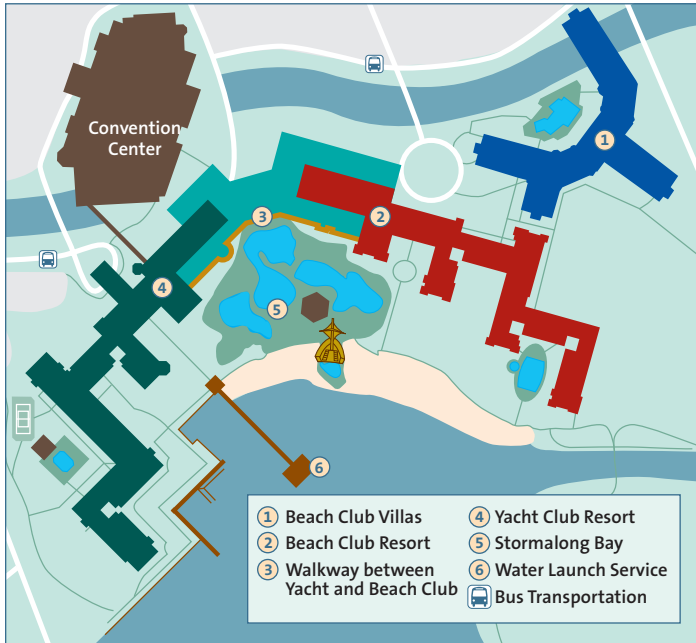 Convention
Center
1
2
3
4
5
6
1 Beach Club Villas
2 Beach Club Resort
3 Walkway between
Yacht and Beach Club
4 Yacht Club Resort
5 Stormalong Bay
6 Water Launch Service
Bus Transportation